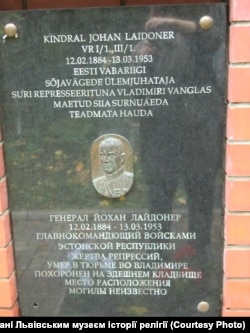 KINDRAL JOHAN LAIDONER
VR I/1., III/1.
12.02.1884 - 13.03.1953
EESTI VABARIIGI
SÕJAVÄGEDE ÜLEMJUHATAJA
SURI REPRESSEERITUNA VLADIMIRI VANGLAS
MAETUD SIIA SURNUAEDA
TEADMATA HAUDA
ГЕНЕРАЛ ЙОХАН ЛАЙДОНЕР
12.02.1884 - 13.03.1953
ГЛАВНОКОМАНДУЮЩИЙ ВОЙСКАМИ
ЭСТОНСКОЙ РЕСПУБЛИКИ
ЖЕРТВА РЕПРЕССИЙ,
УМЕР В ТЮРЬМЕ ВО ВЛАДИМИРЕ
ПОХОРОНЕН НА ЗДЕШНЕМ КЛАДБИЩЕ
МЕСТО РАСПОЛОЖЕНИЯ
МОГИЛЫ НЕИЗВЕСТНО
ані Львівським музеєм історії релігії (Courtesy Photo)